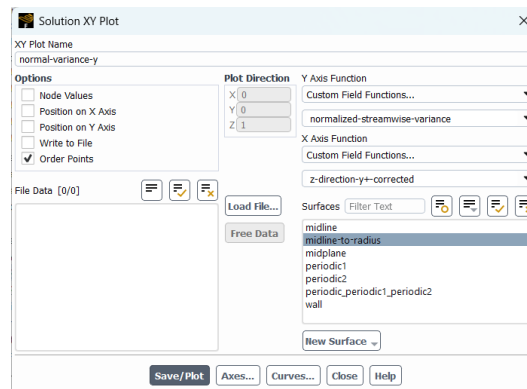 Solution XY Plot
XY Plot Name
normal-variance-y
Options
Node Values
Position on X Axis
Position on Y Axis
Write to File
Order Points
Plot Direction
X 0
Y 0
Z 1
Y Axis Function
Custom Field Functions...
normalized-streamwise-variance
X Axis Function
Custom Field Functions...
z-direction-y+-corrected
File Data [0/0]
Load File...
Free Data
Surfaces Filter Text
midline
midline-to-radius
midplane
periodic1
periodic2
periodic_periodic1_periodic2
wall
New Surface
Save/Plot Axes... Curves... Close Help